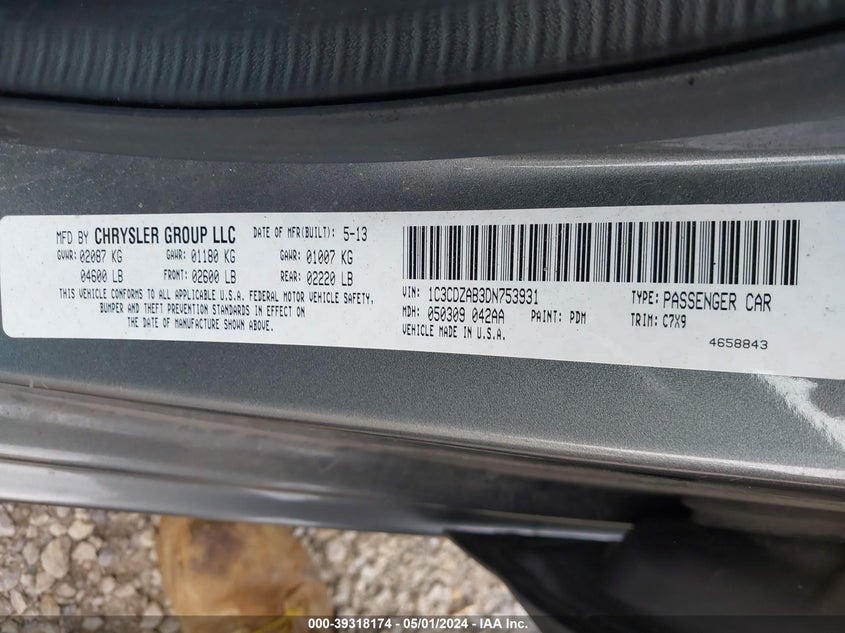 MFD BY CHRYSLER GROUP LLC DATE OF MFR(BUILT): 5-13
GVWR: 02087 KG GAWR: 01180 KG GAWR: 01007 KG
04600 LB FRONT: 02600 LB REAR: 02220 LB
THIS VEHICLE CONFORMS TO ALL APPLICABLE U.S.A. FEDERAL MOTOR VEHICLE SAFETY,
BUMPER AND THEFT PREVENTION STANDARDS IN EFFECT ON
THE DATE OF MANUFACTURE SHOWN ABOVE.
VIN: 1C3CDZAB3DN753931 TYPE: PASSENGER CAR
MDH: 050309 042AA PAINT: PDM TRIM: C7X9
VEHICLE MADE IN U.S.A.
4658843
000-39318174 • 05/01/2024 - IAA Inc.